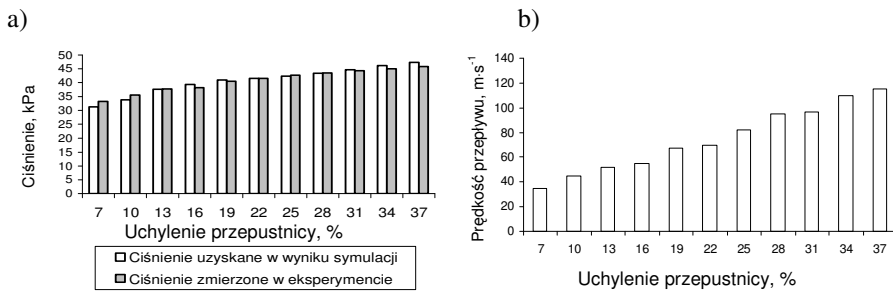 a)
b)
Ciśnienie, kPa
50
45
40
35
30
25
20
15
10
5
0
7 10 13 16 19 22 25 28 31 34 37
Uchylenie przepustnicy, %
Ciśnienie uzyskane w wyniku symulacji
Ciśnienie zmierzone w eksperymencie
Prędkość przepływu, m·s⁻¹
140
120
100
80
60
40
20
0
7 10 13 16 19 22 25 28 31 34 37
Uchylenie przepustnicy, %